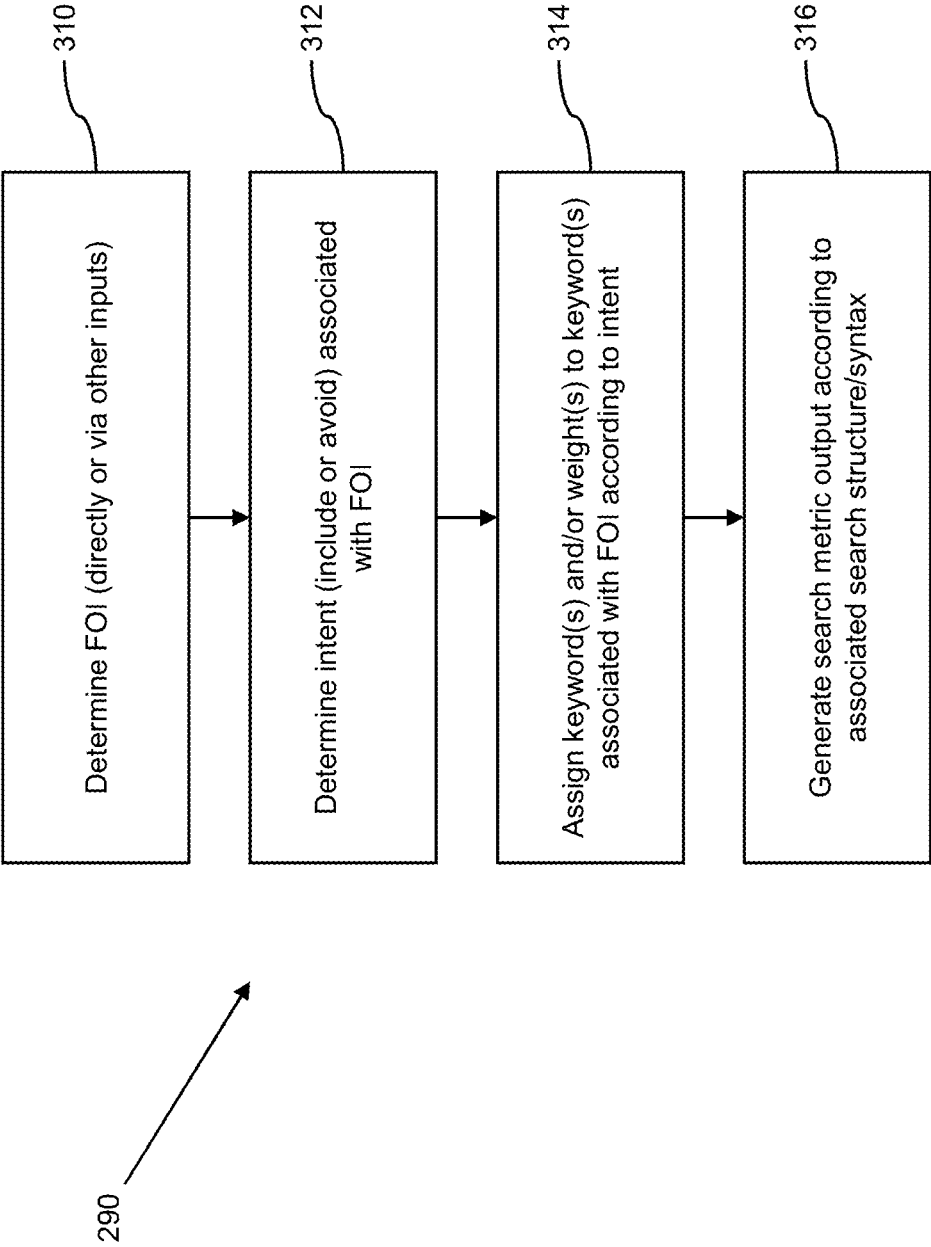 290
Determine FOI (directly or via other inputs)
310
Determine intent (include or avoid) associated
with FOI
312
Assign keyword(s) and/or weight(s) to keyword(s)
associated with FOI according to intent
314
Generate search metric output according to
associated search structure/syntax
316